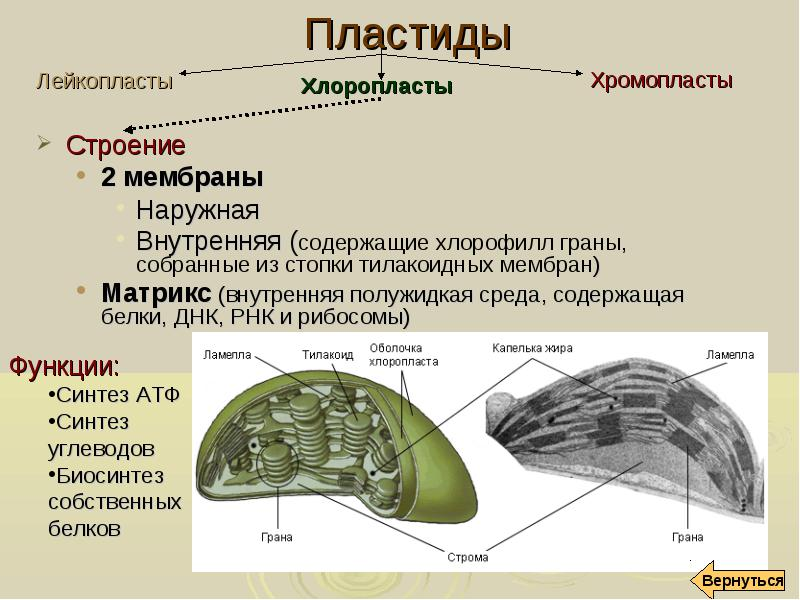 Пластиды
Лейкопласты
Хлоропласты
Хромопласты
Строение
2 мембраны
Наружная
Внутренняя (содержащие хлорофилл граны,
собранные из стопки тилакоидных мембран)
Матрикс (внутренняя полужидкая среда, содержащая
белки, ДНК, РНК и рибосомы)
Функции:
•Синтез АТФ
•Синтез
углеводов
•Биосинтез
собственных
белков
Ламелла
Тилакоид
Оболочка
хлоропласта
Капелька жира
Ламелла
Грана
Строма
Грана
Вернуться